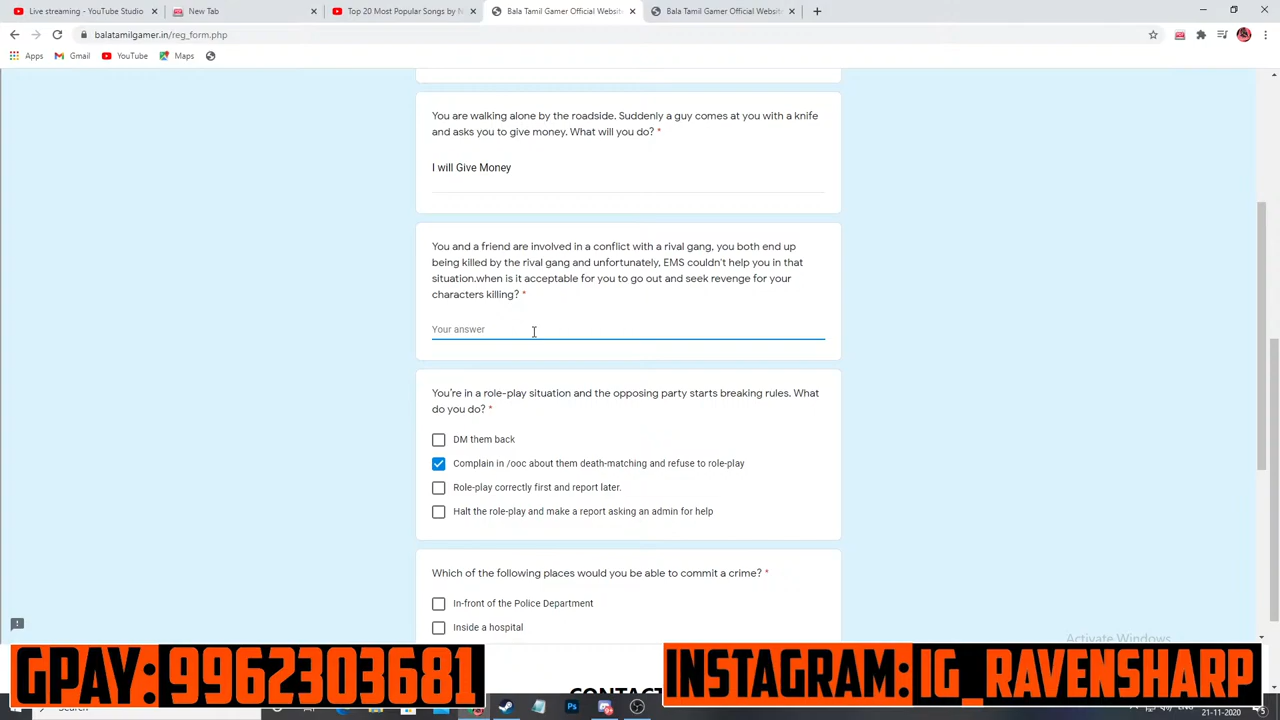 Live streaming - YouTube Studio
New Tab
Top 20 Most Popular Songs by N
Bala Tamil Gamer Official Website
Bala Tamil Gamer Official Website
balatamilgamer.in/reg_form.php
Apps
Gmail
YouTube
Maps
You are walking alone by the roadside. Suddenly a guy comes at you with a knife
and asks you to give money. What will you do? *
I will Give Money
You and a friend are involved in a conflict with a rival gang, you both end up
being killed by the rival gang and unfortunately, EMS couldn't help you in that
situation.when is it acceptable for you to go out and seek revenge for your
characters killing? *
Your answer
You're in a role-play situation and the opposing party starts breaking rules. What
do you do? *
DM them back
Complain in /ooc about them death-matching and refuse to role-play
Role-play correctly first and report later.
Halt the role-play and make a report asking an admin for help
Which of the following places would you be able to commit a crime? *
In-front of the Police Department
Inside a hospital
Activate Windows
GPAY:9962303681
INSTAGRAM:IG_RAVENSHARP
CONTACT
Search
21-11-2020